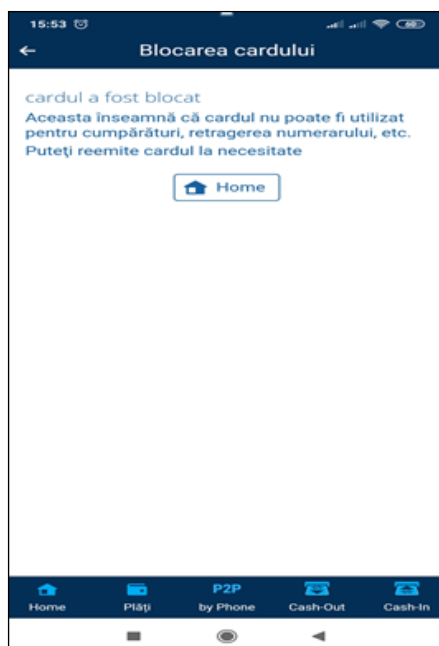 15:53
60
Blocarea cardului
cardul a fost blocat
Aceasta înseamnă că cardul nu poate fi utilizat
pentru cumpărături, retragerea numerarului, etc.
Puteţi reemite cardul la necesitate
Home
P2P
Home Plăţi by Phone Cash-Out Cash-In